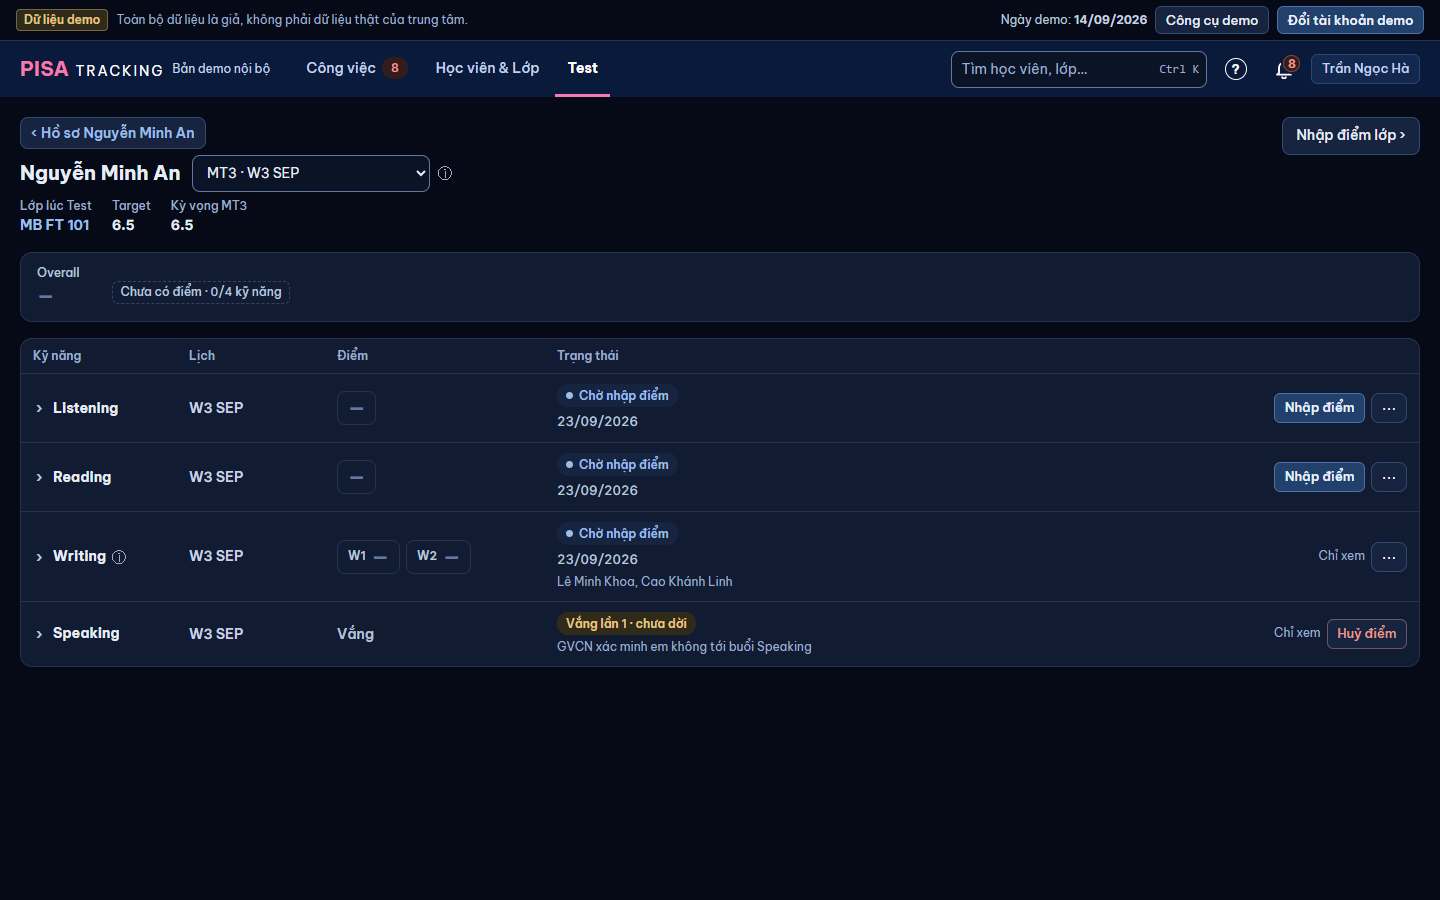 Dữ liệu demo Toàn bộ dữ liệu là giả, không phải dữ liệu thật của trung tâm. Ngày demo: 14/09/2026 Công cụ demo Đổi tài khoản demo
PISA TRACKING Bản demo nội bộ Công việc 8 Học viên & Lớp Test Tìm học viên, lớp... Ctrl K ? 8 Trần Ngọc Hà
‹ Hồ sơ Nguyễn Minh An Nhập điểm lớp ›
Nguyễn Minh An MT3 · W3 SEP ⓘ
Lớp lúc Test Target Kỳ vọng MT3
MB FT 101 6.5 6.5
Overall
— Chưa có điểm · 0/4 kỹ năng
Kỹ năng Lịch Điểm Trạng thái
› Listening W3 SEP — Chờ nhập điểm Nhập điểm ...
23/09/2026
› Reading W3 SEP — Chờ nhập điểm Nhập điểm ...
23/09/2026
› Writing ⓘ W3 SEP W1 — W2 — Chờ nhập điểm Chỉ xem ...
23/09/2026
Lê Minh Khoa, Cao Khánh Linh
› Speaking W3 SEP Vắng Vắng lần 1 · chưa dời Chỉ xem Huỷ điểm
GVCN xác minh em không tới buổi Speaking